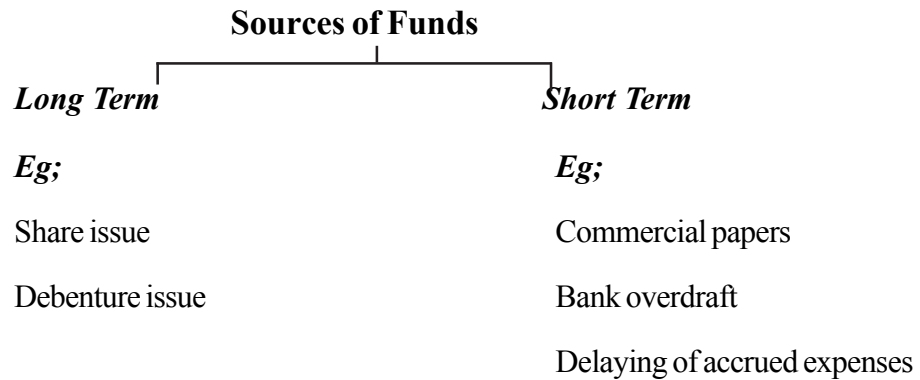 Sources of Funds
Long Term
Short Term
Eg;
Eg;
Share issue
Commercial papers
Debenture issue
Bank overdraft
Delaying of accrued expenses